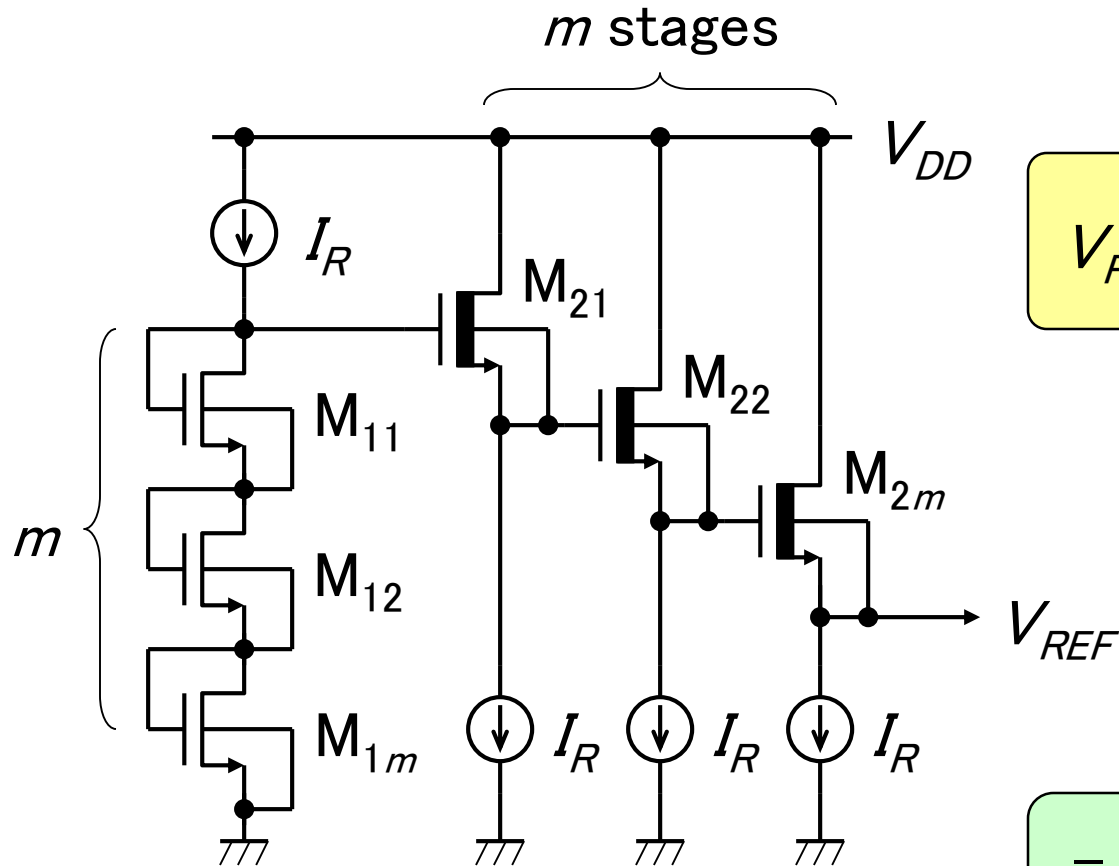 m stages
V_DD
I_R
V
M_21
M_11
M_22
M_2m
m
M_12
V_REF
M_1m
I_R
I_R
I_R